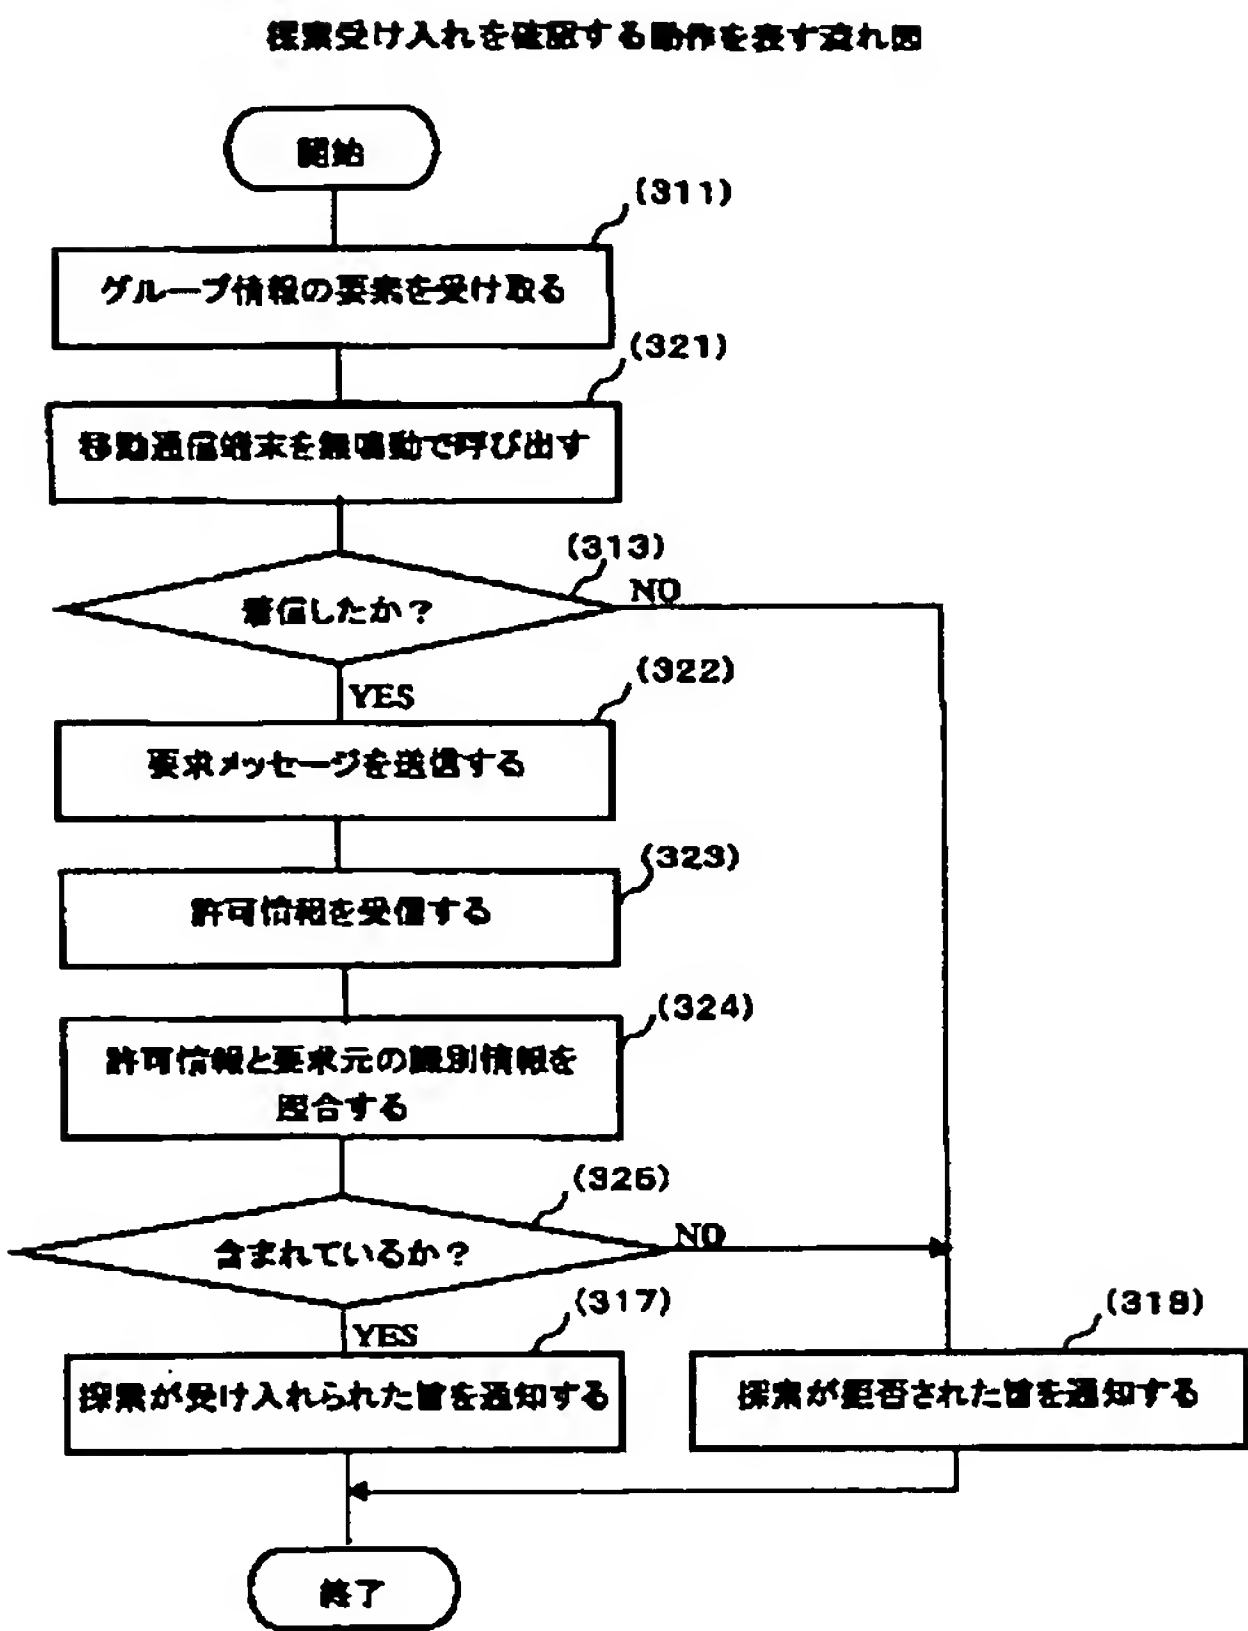 探索受け入れを確認する動作を表す流れ図
開始
(311)
グループ情報の要素を受け取る
(321)
移動通信端末を無鳴動で呼び出す
(313)
着信したか?
NO
YES
(322)
要求メッセージを送信する
(323)
許可情報を受信する
(324)
許可情報と要求元の識別情報を
照合する
(325)
含まれているか?
NO
YES
(317)
探索が受け入れられた旨を通知する
(318)
探索が拒否された旨を通知する
終了